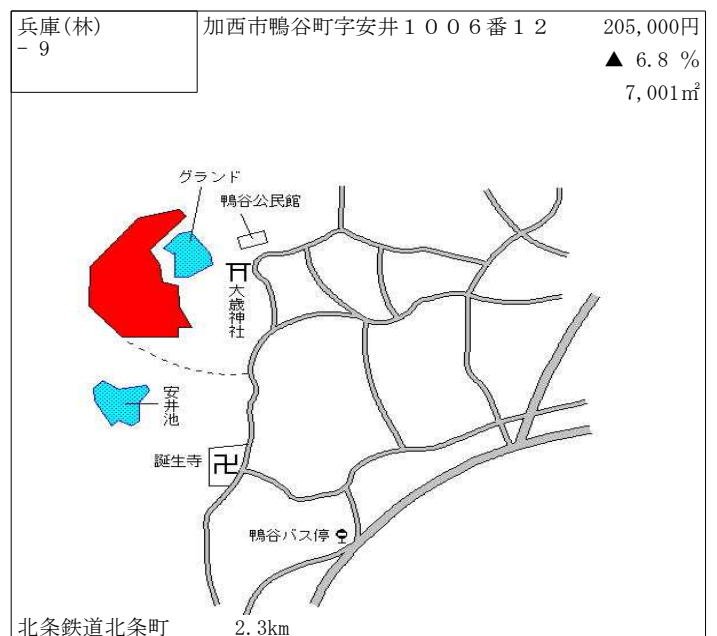 兵庫(林)
－9
加西市鴨谷町字安井１００６番１２
205,000円
▲ 6.8 %
7,001㎡
グランド
鴨谷公民館
大歳神社
安井池
誕生寺
卍
鴨谷バス停
北条鉄道北条町
2.3km